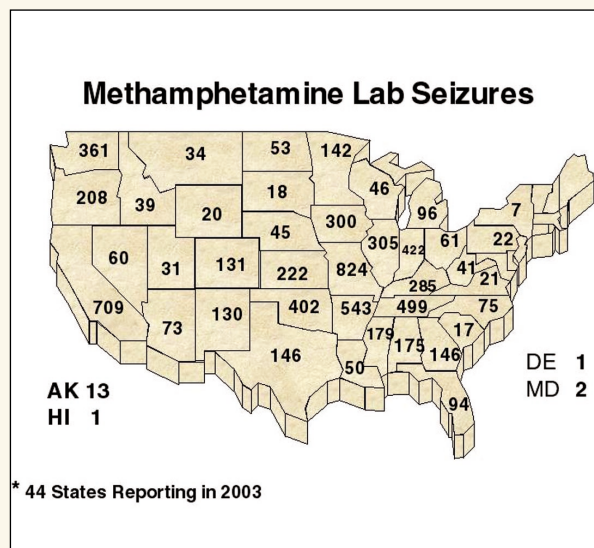 Methamphetamine Lab Seizures
361 34 53 142
208 39 20 18 46 96 7
60 31 131 45 300 305 422 61 22
709 73 130 222 824 285 41 21
402 543 499 75
146 50 179 175 146 17
94
AK 13
HI 1
DE 1
MD 2
* 44 States Reporting in 2003